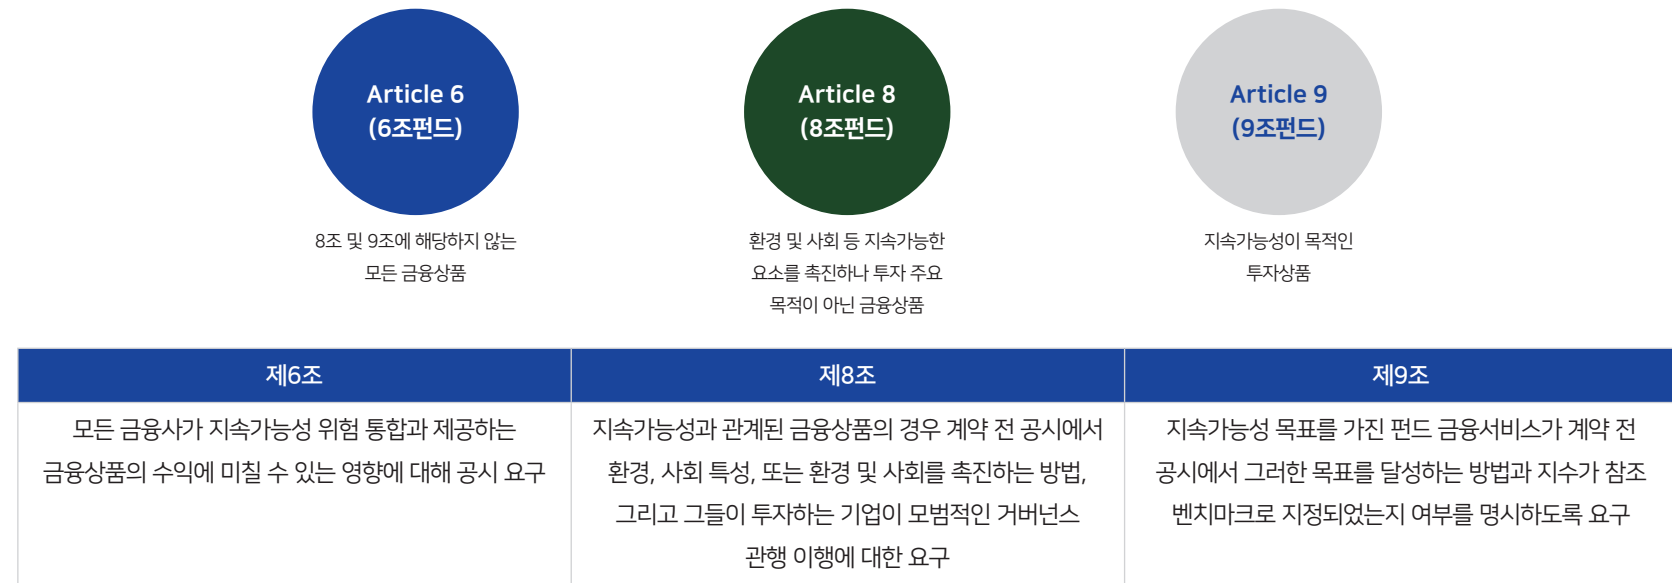 Article 6
(6조펀드)
8조 및 9조에 해당하지 않는
모든 금융상품
Article 8
(8조펀드)
환경 및 사회 등 지속가능한
요소를 촉진하나 투자 주요
목적이 아닌 금융상품
Article 9
(9조펀드)
지속가능성이 목적인
투자상품
제6조
제8조
제9조
모든 금융사가 지속가능성 위험 통합과 제공하는
금융상품의 수익에 미칠 수 있는 영향에 대해 공시 요구
지속가능성과 관계된 금융상품의 경우 계약 전 공시에서
환경, 사회 특성, 또는 환경 및 사회를 촉진하는 방법,
그리고 그들이 투자하는 기업이 모범적인 거버넌스
관행 이행에 대한 요구
지속가능성 목표를 가진 펀드 금융서비스가 계약 전
공시에서 그러한 목표를 달성하는 방법과 지수가 참조
벤치마크로 지정되었는지 여부를 명시하도록 요구